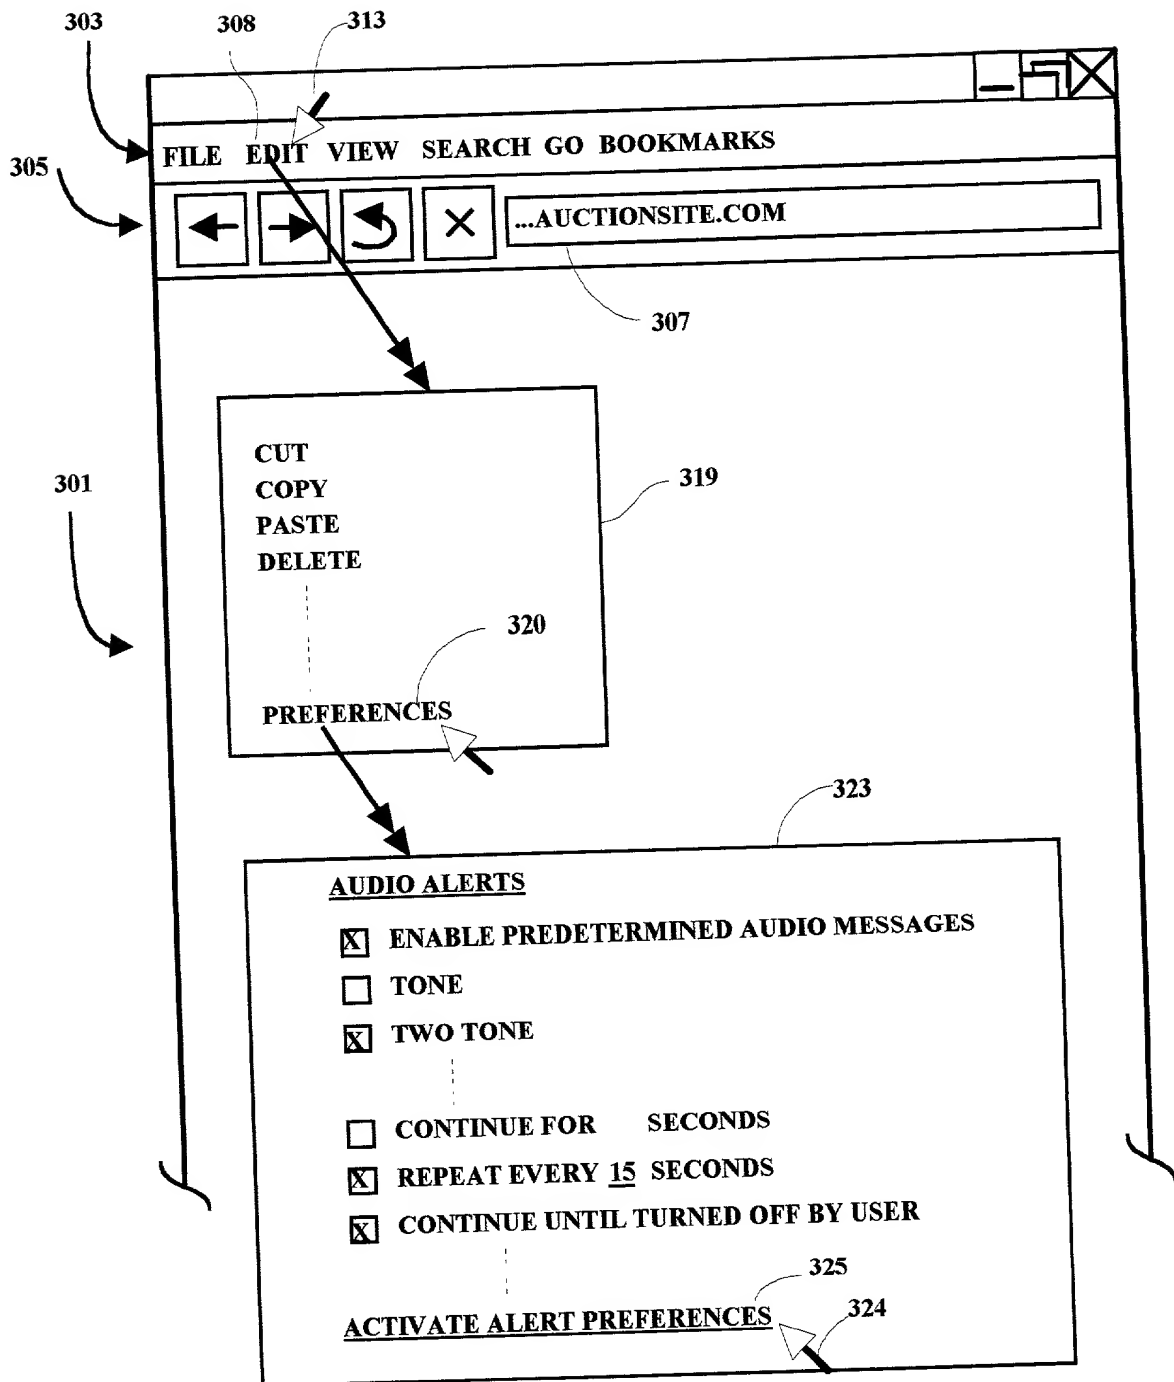 303
308
313
FILE EDIT VIEW SEARCH GO BOOKMARKS
305
...AUCTIONSITE.COM
307
CUT
COPY
PASTE
DELETE
319
301
320
PREFERENCES
323
AUDIO ALERTS
X ENABLE PREDETERMINED AUDIO MESSAGES
TONE
X TWO TONE
CONTINUE FOR SECONDS
X REPEAT EVERY 15 SECONDS
X CONTINUE UNTIL TURNED OFF BY USER
325
ACTIVATE ALERT PREFERENCES
324